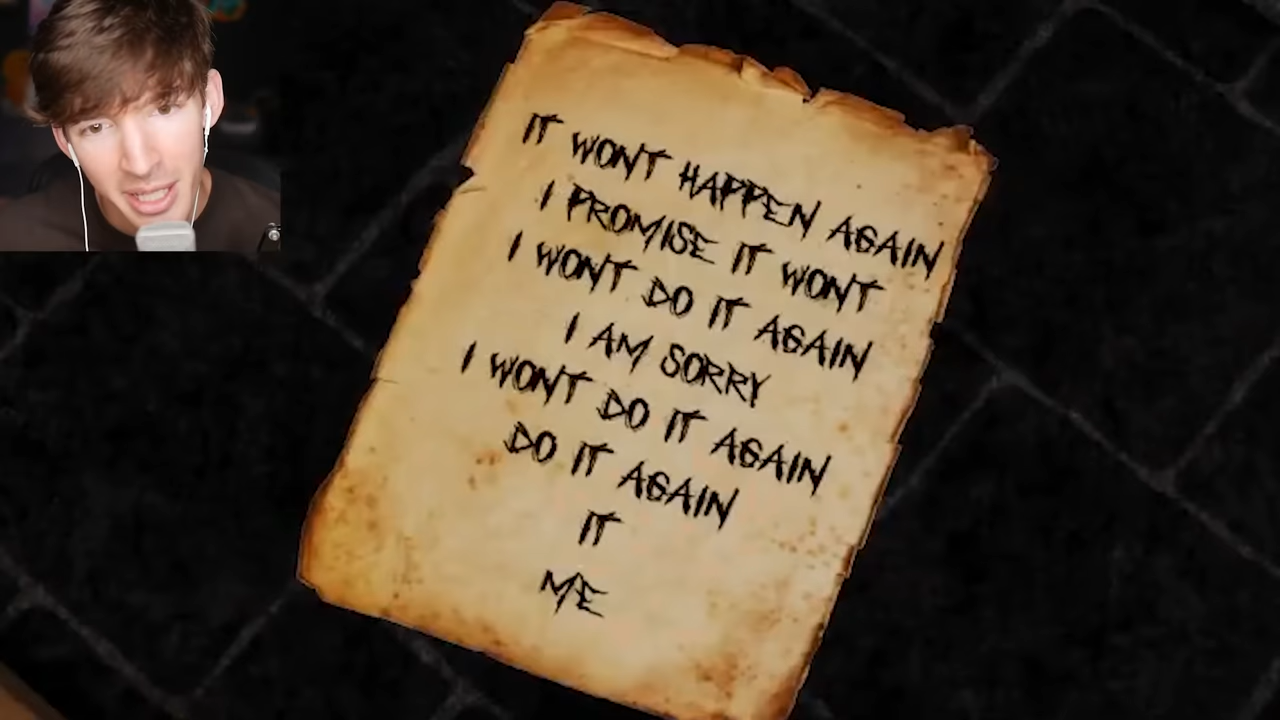 IT WONT HAPPEN AGAIN
I PROMISE IT WONT
I WONT DO IT AGAIN
I AM SORRY
I WONT DO IT AGAIN
DO IT AGAIN
IT
ME